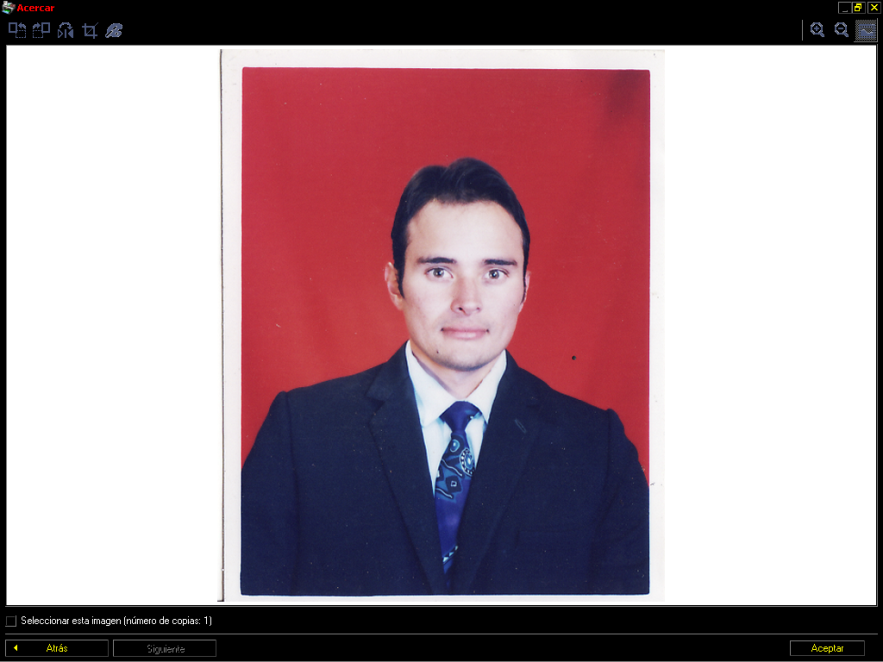 Acercar
Seleccionar esta imagen (número de copias: 1)
Atrás
Siguiente
Aceptar